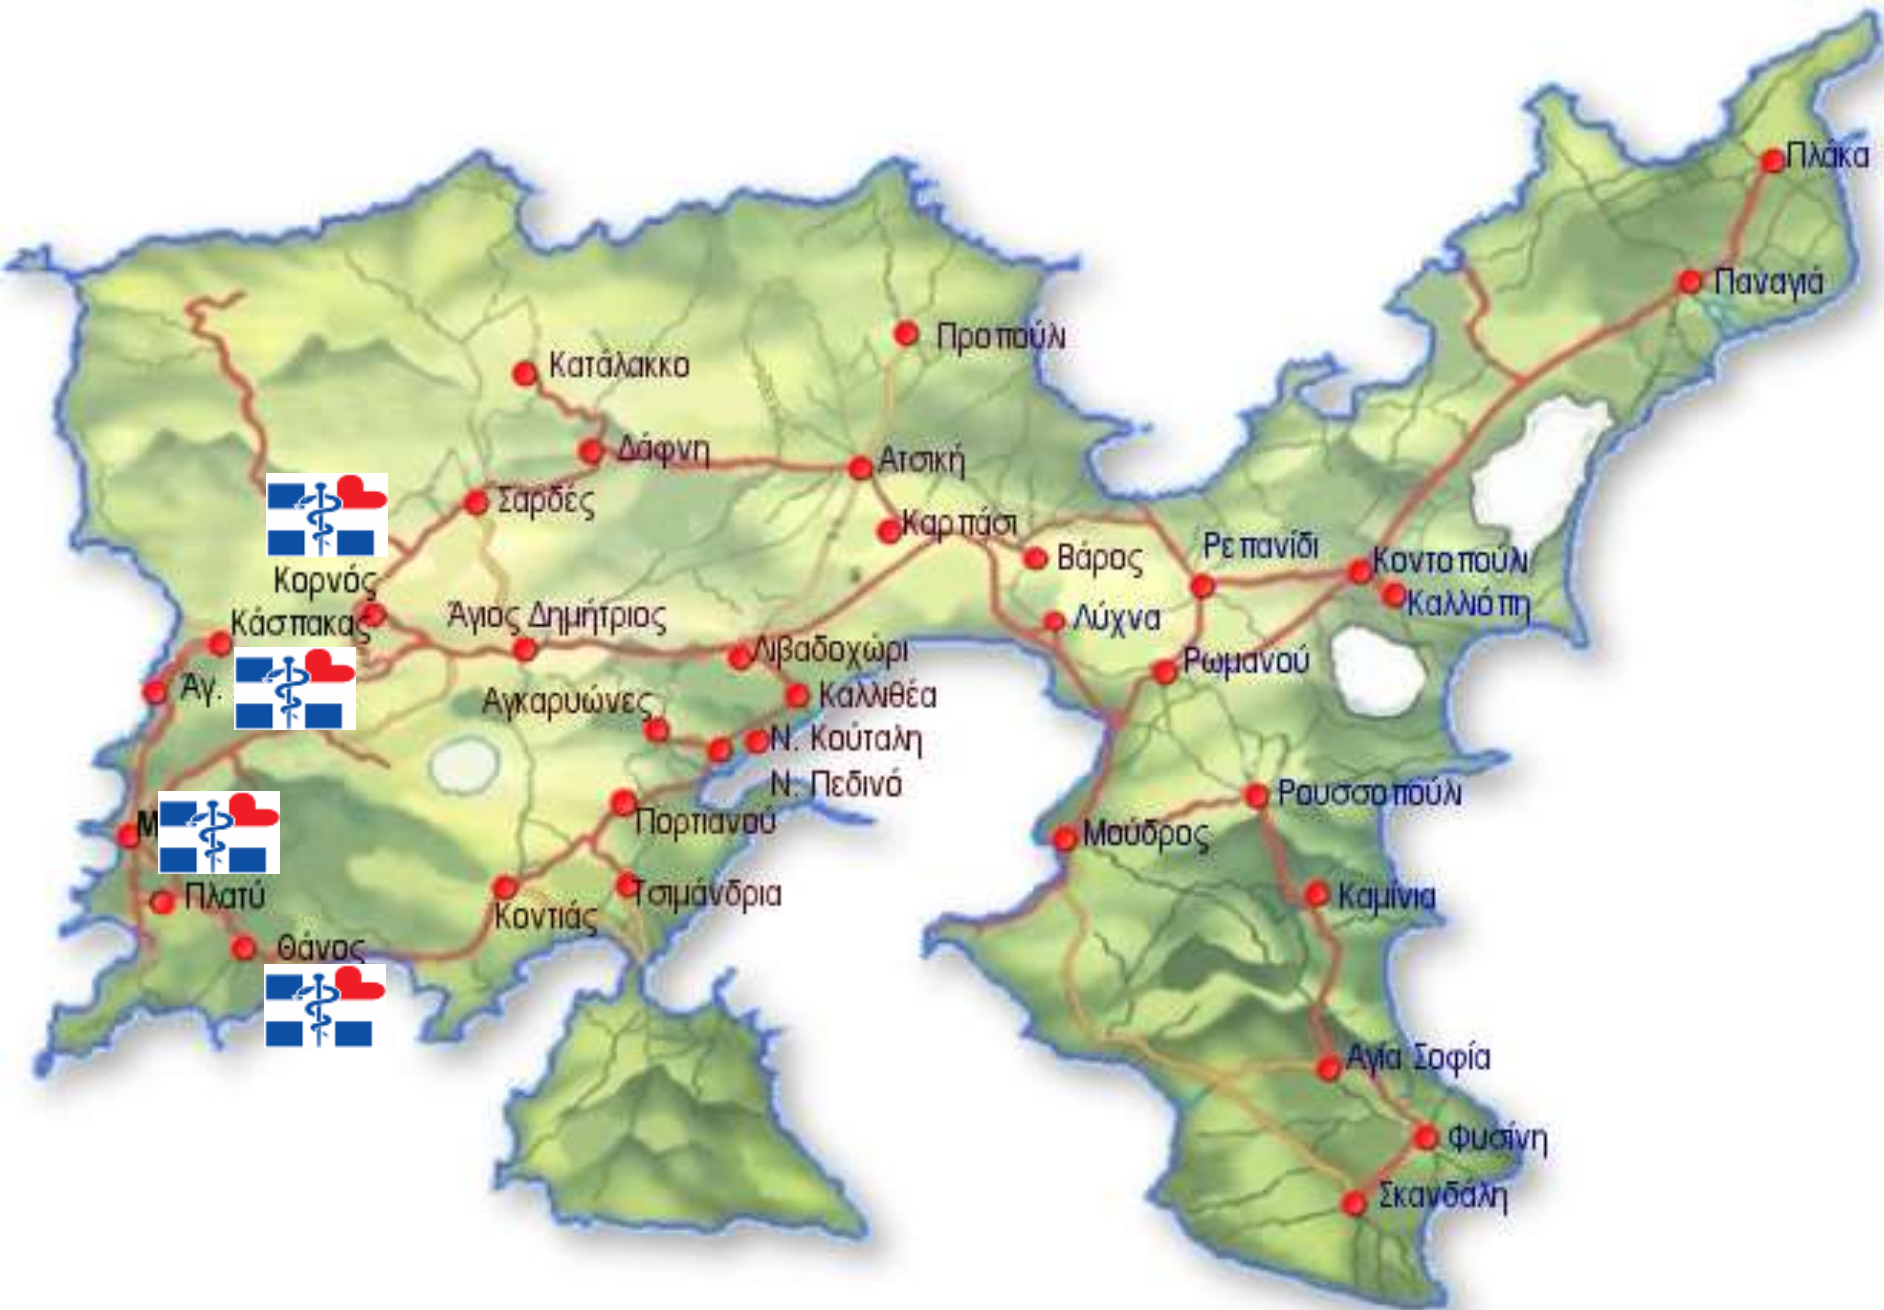 Πλάκα
Παναγιά
Προπούλι
Κατάλακκο
Δάφνη
Ατσική
Σαρδές
Καρπάσι
Βάρος
Ρεπανίδι
Κοντοπούλι
Καλλιόπη
Κορνός
Κάσπακας
Άγιος Δημήτριος
Λύχνα
Λιβαδοχώρι
Ρωμανού
Άγ.
Αγκαρυώνες
Καλλιθέα
Ν. Κούταλη
Ν. Πεδινό
Ρουσσοπούλι
Μ
Πορτιανού
Μούδρος
Πλατύ
Τσιμάνδρια
Καμίνια
Κοντιάς
Θάνος
Αγία Σοφία
Φυσίνη
Σκανδάλη